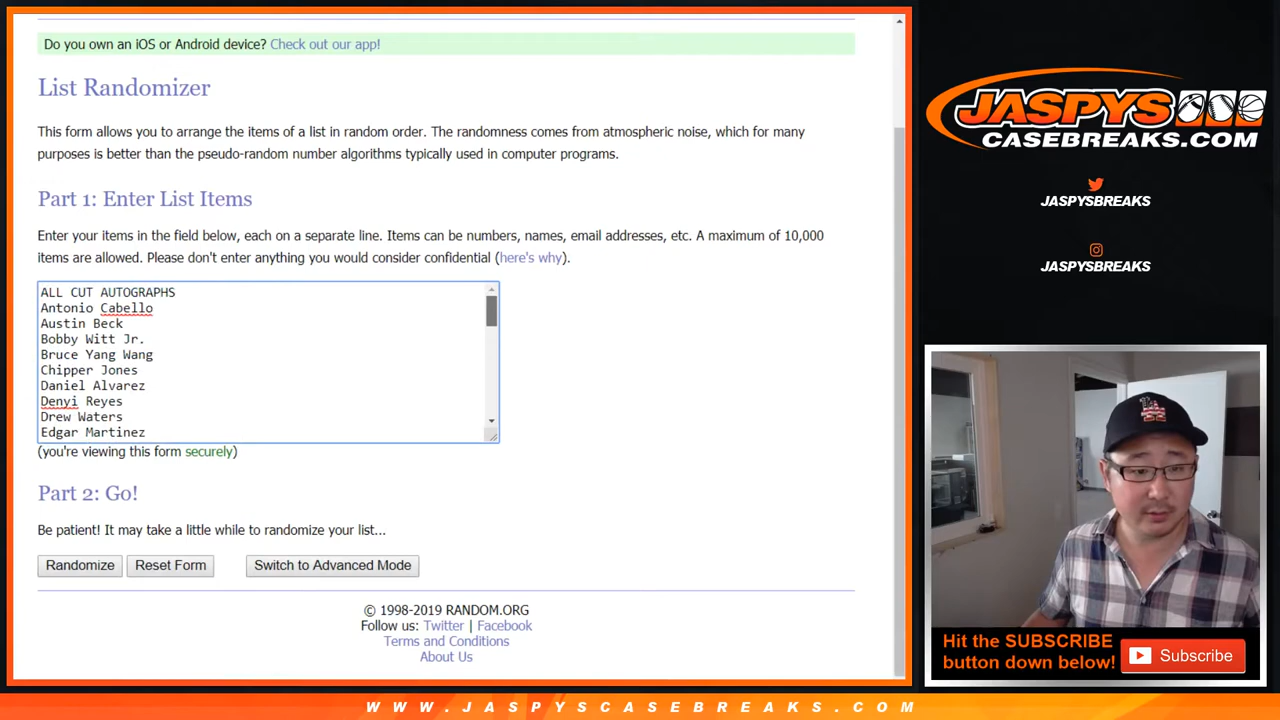 Do you own an iOS or Android device? Check out our app!
List Randomizer
This form allows you to arrange the items of a list in random order. The randomness comes from atmospheric noise, which for many
purposes is better than the pseudo-random number algorithms typically used in computer programs.
Part 1: Enter List Items
Enter your items in the field below, each on a separate line. Items can be numbers, names, email addresses, etc. A maximum of 10,000
items are allowed. Please don't enter anything you would consider confidential (here's why).
ALL CUT AUTOGRAPHS
Antonio Cabello
Austin Beck
Bobby Witt Jr.
Bruce Yang Wang
Chipper Jones
Daniel Alvarez
Denyi Reyes
Drew Waters
Edgar Martinez
(you're viewing this form securely)
Part 2: Go!
Be patient! It may take a little while to randomize your list...
Randomize Reset Form Switch to Advanced Mode
© 1998-2019 RANDOM.ORG
Follow us: Twitter | Facebook
Terms and Conditions
About Us
JASPYS
CASEBREAKS.COM
JASPYSBREAKS
JASPYSBREAKS
Hit the SUBSCRIBE
button down below!
Subscribe
WWW.JASPYSCASEBREAKS.COM